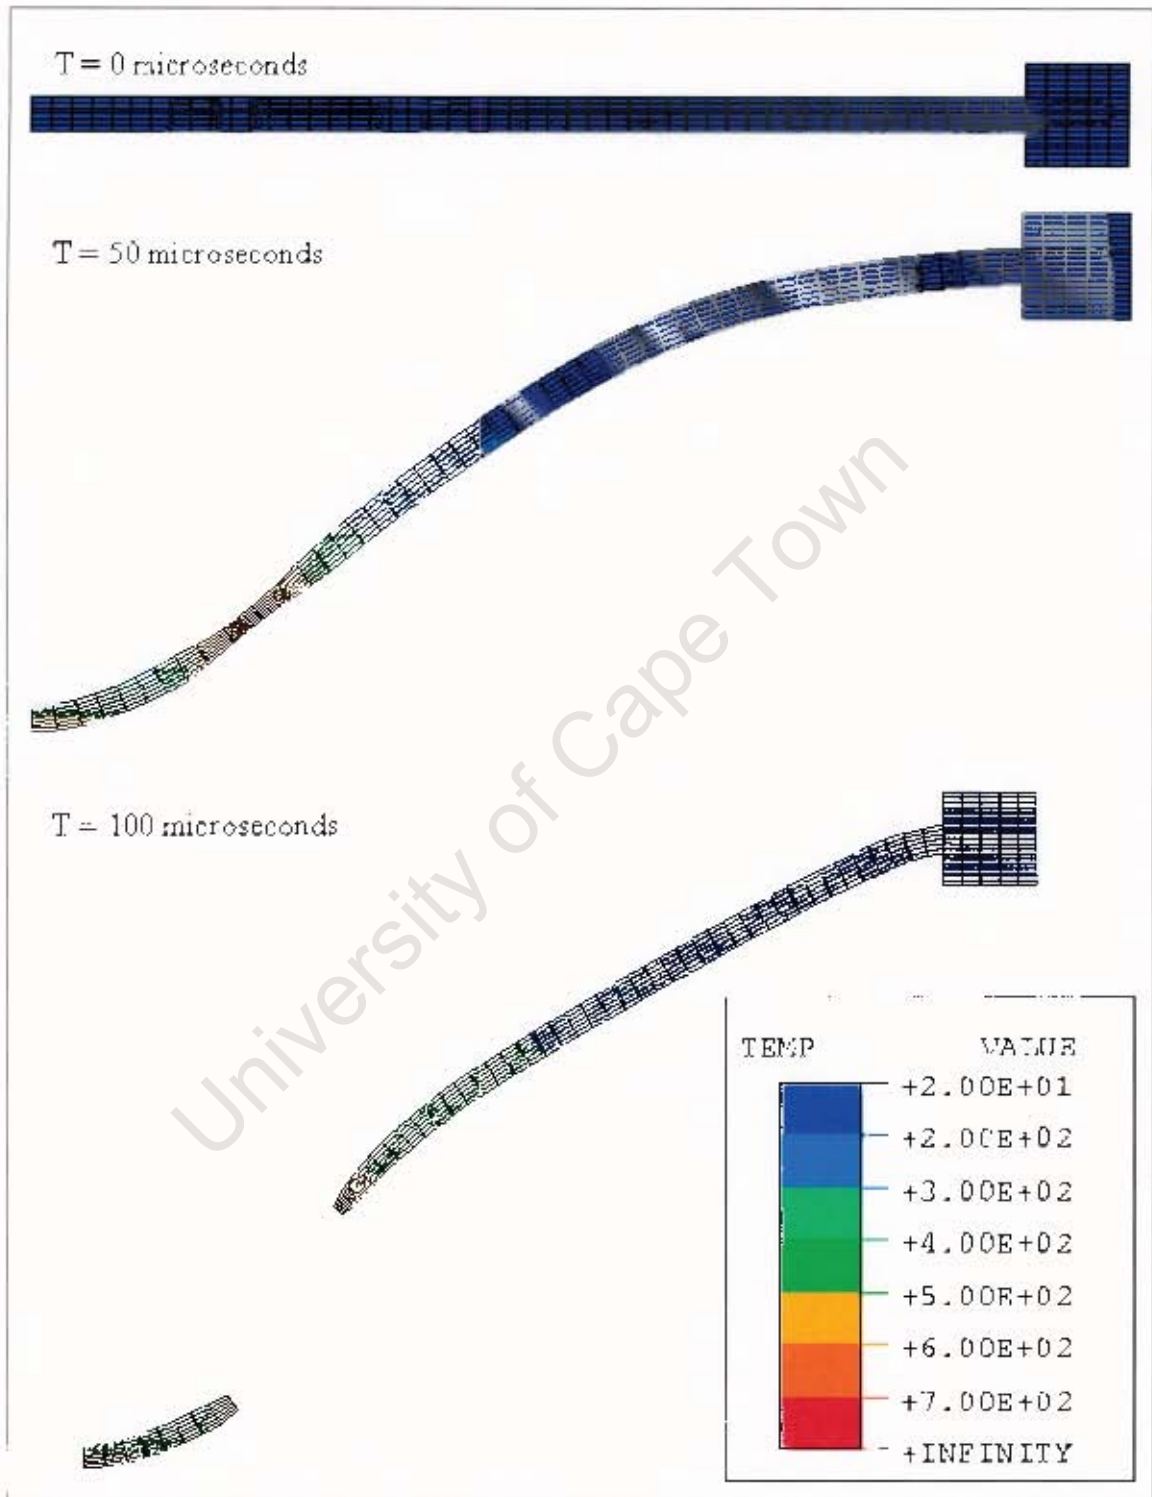 T = 0 microseconds
T = 50 microseconds
University of Cape Town
T = 100 microseconds
TEMP VALUE
+2.00E+01
+2.00E+02
+3.00E+02
+4.00E+02
+5.00E+02
+6.00E+02
+7.00E+02
+INFINITY